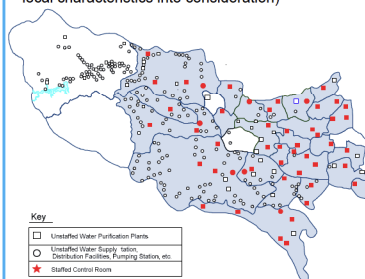 local characteristics into consideration)
Key
Unstaffed Water Purification Plants
Unstaffed Water Supply tation,
Distribution Facilities, Pumping Station, etc.
Staffed Control Room